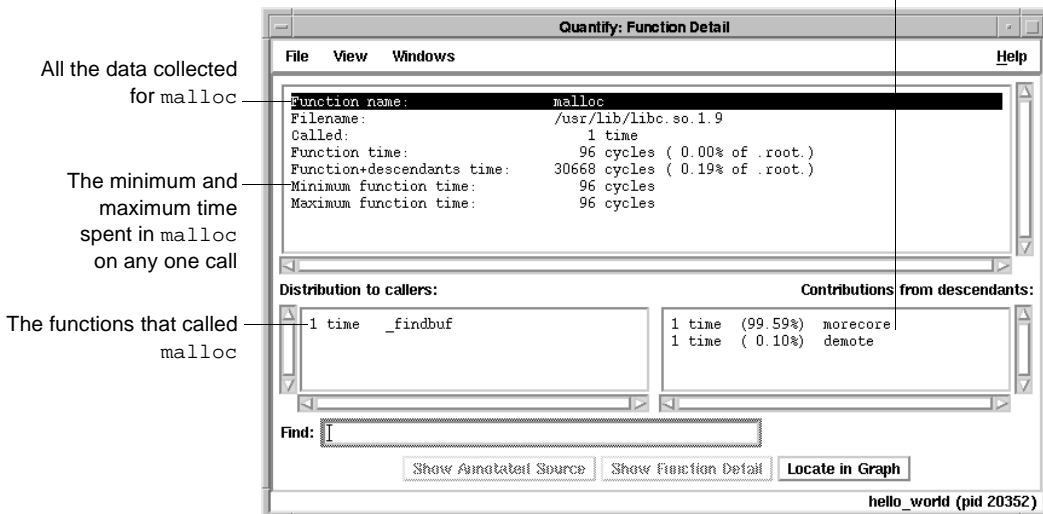 Quantify: Function Detail
File View Windows Help
All the data collected
for malloc
Function name: malloc
Filename: /usr/lib/libc.so.1.9
Called: 1 time
Function time: 96 cycles ( 0.00% of .root.)
Function+descendants time: 30668 cycles ( 0.19% of .root.)
Minimum function time: 96 cycles
Maximum function time: 96 cycles
The minimum and
maximum time
spent in malloc
on any one call
Distribution to callers: Contributions from descendants:
The functions that called
malloc
1 time _findbuf
1 time (99.59%) morecore
1 time ( 0.10%) demote
Find:
Show Annotated Source Show Function Detail Locate in Graph
hello_world (pid 20352)